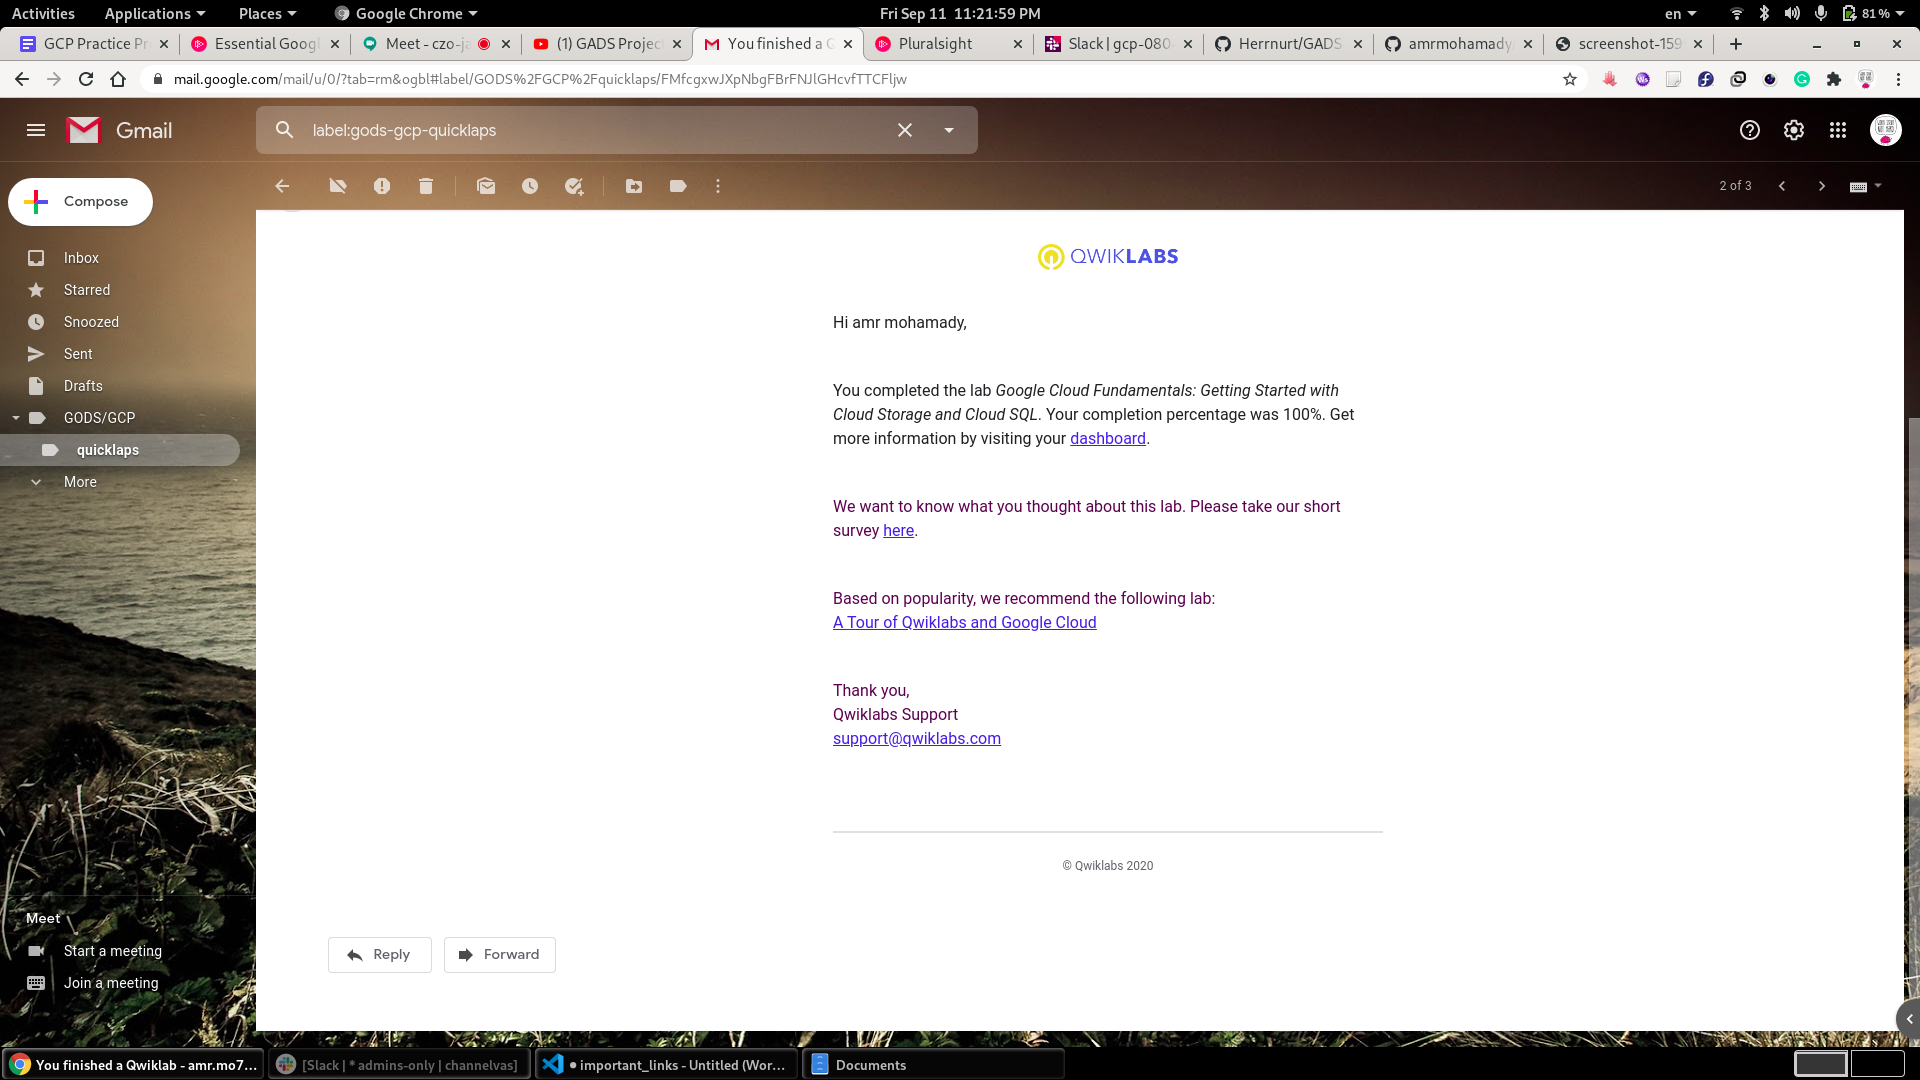 Activities Applications Places Google Chrome Fri Sep 11 11:21:59 PM en 81%
GCP Practice Pr Essential Googl Meet - czo-ja (1) GADS Projec You finished a Q Pluralsight Slack | gcp-080 Herrnurt/GADS amrmohamady screenshot-159
mail.google.com/mail/u/0/?tab=rm&ogbl#label/GODS%2FGCP%2Fquicklaps/FMfcgxwJXpNbgFBrFNJlGHcvfTTCFljw
Gmail
label:gods-gcp-quicklaps
2 of 3
Compose
Inbox
Starred
Snoozed
Sent
Drafts
GODS/GCP
quicklaps
More
QWIKLABS
Hi amr mohamady,
You completed the lab Google Cloud Fundamentals: Getting Started with
Cloud Storage and Cloud SQL. Your completion percentage was 100%. Get
more information by visiting your dashboard.
We want to know what you thought about this lab. Please take our short
survey here.
Based on popularity, we recommend the following lab:
A Tour of Qwiklabs and Google Cloud
Thank you,
Qwiklabs Support
support@qwiklabs.com
© Qwiklabs 2020
Reply Forward
Meet
Start a meeting
Join a meeting
You finished a Qwiklab - amr.mo7... [Slack | * admins-only | channelvas] ● important_links - Untitled (Wor... Documents